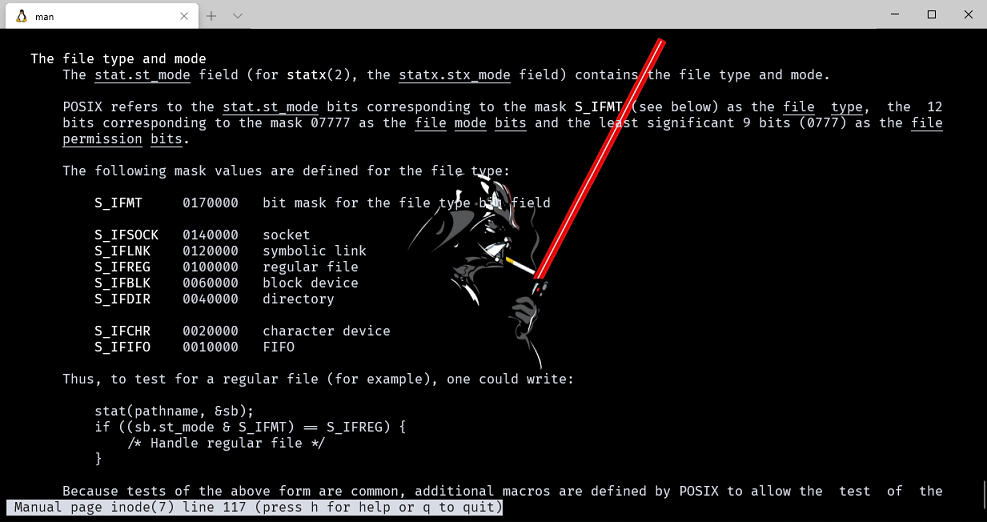 man
The file type and mode
The stat.st_mode field (for statx(2), the statx.stx_mode field) contains the file type and mode.
POSIX refers to the stat.st_mode bits corresponding to the mask S_IFMT (see below) as the file type, the 12
bits corresponding to the mask 07777 as the file mode bits and the least significant 9 bits (0777) as the file
permission bits.
The following mask values are defined for the file type:
S_IFMT 0170000 bit mask for the file type bit field
S_IFSOCK 0140000 socket
S_IFLNK 0120000 symbolic link
S_IFREG 0100000 regular file
S_IFBLK 0060000 block device
S_IFDIR 0040000 directory
S_IFCHR 0020000 character device
S_IFIFO 0010000 FIFO
Thus, to test for a regular file (for example), one could write:
stat(pathname, &sb);
if ((sb.st_mode & S_IFMT) == S_IFREG) {
/* Handle regular file */
}
Because tests of the above form are common, additional macros are defined by POSIX to allow the test of the
Manual page inode(7) line 117 (press h for help or q to quit)